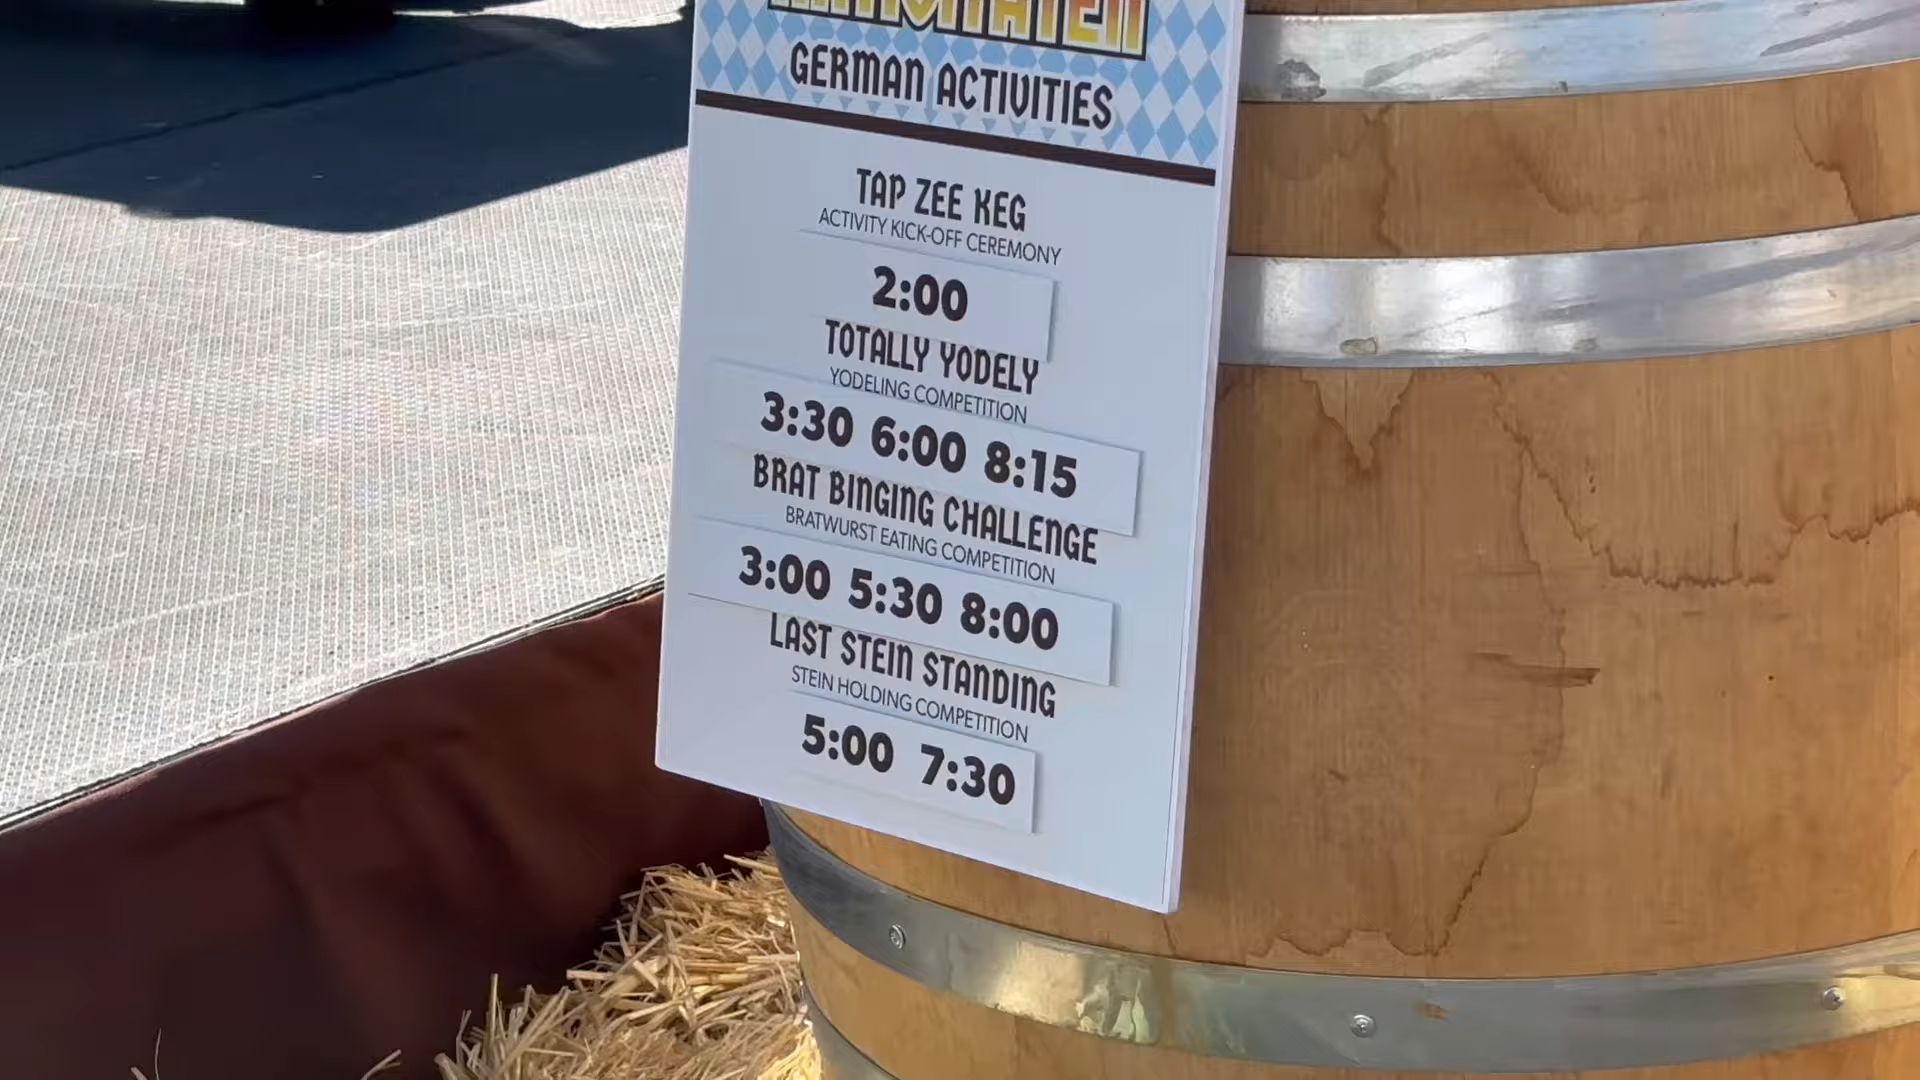 GERMAN ACTIVITIES
TAP ZEE KEG
ACTIVITY KICK-OFF CEREMONY
2:00
TOTALLY YODELY
YODELING COMPETITION
3:30 6:00 8:15
BRAT BINGING CHALLENGE
BRATWURST EATING COMPETITION
3:00 5:30 8:00
LAST STEIN STANDING
STEIN HOLDING COMPETITION
5:00 7:30